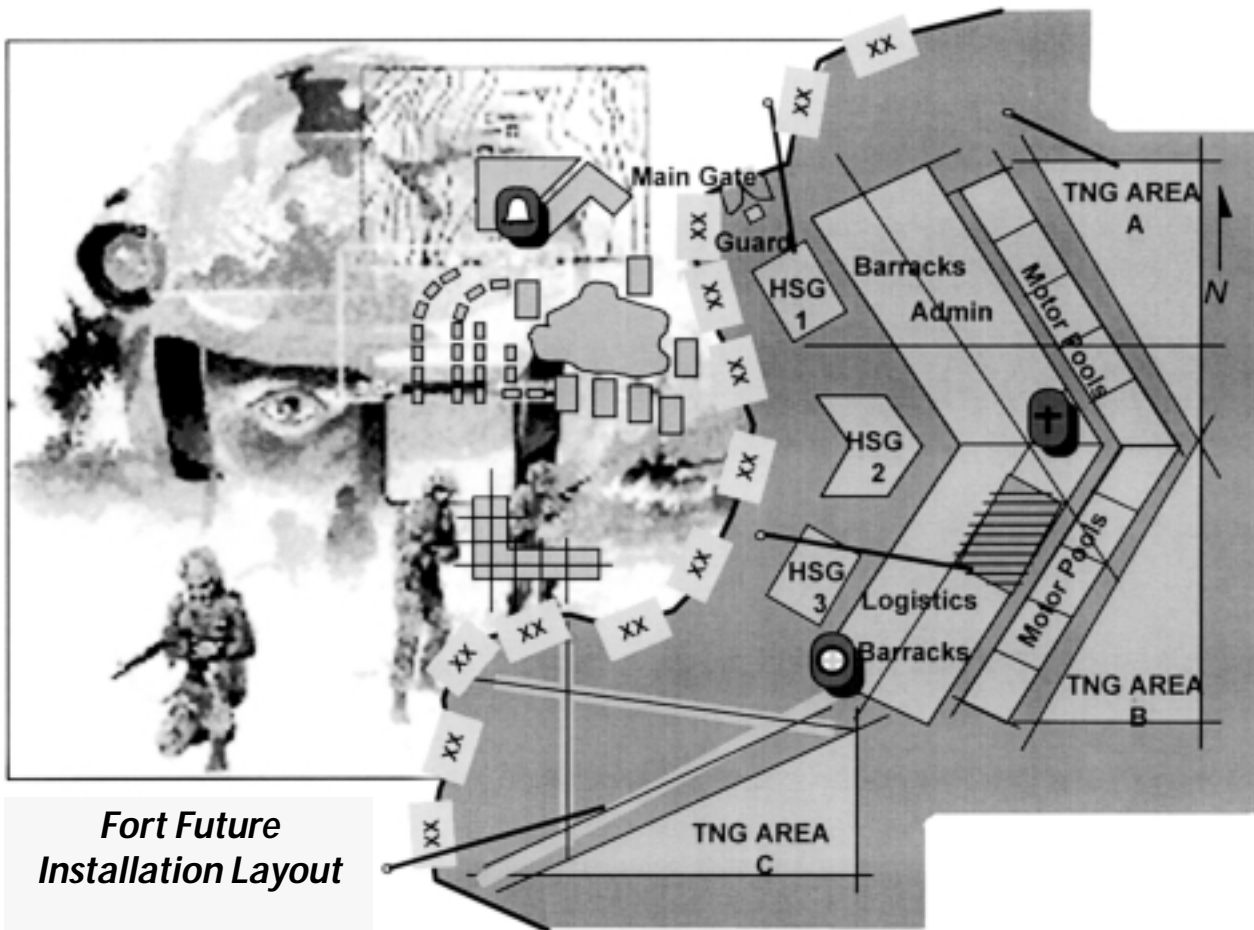 XX
XX
Main Gate
XX
Guard
TNG AREA
A
N
Barracks
Admin
Motor Pools
HSG
1
XX
XX
HSG
2
XX
Motor Pools
HSG
3
XX
Logistics
Barracks
XX
XX
XX
TNG AREA
B
XX
XX
TNG AREA
C
Fort Future
Installation Layout